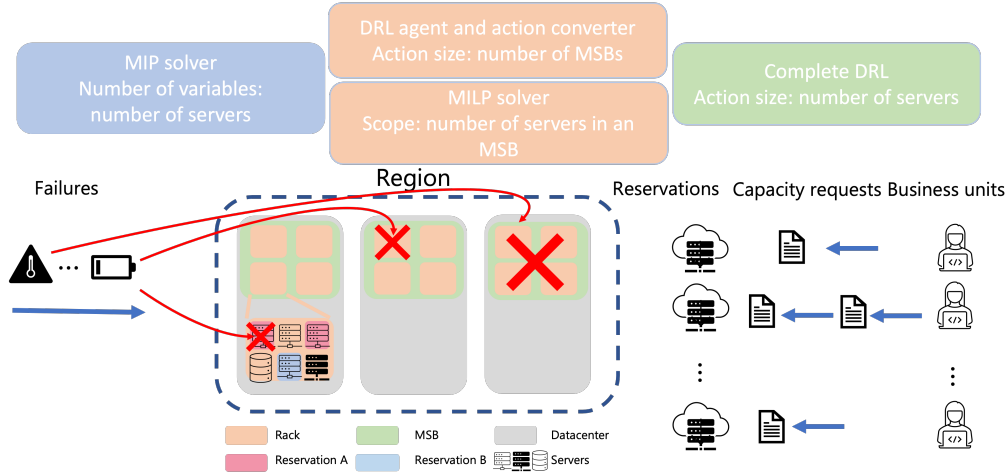 MIP solver
Number of variables:
number of servers
DRL agent and action converter
Action size: number of MSBs
MILP solver
Scope: number of servers in an
MSB
Complete DRL
Action size: number of servers
Failures
Region
Reservations
Capacity requests
Business units
Rack
MSB
Datacenter
Reservation A
Reservation B
Servers